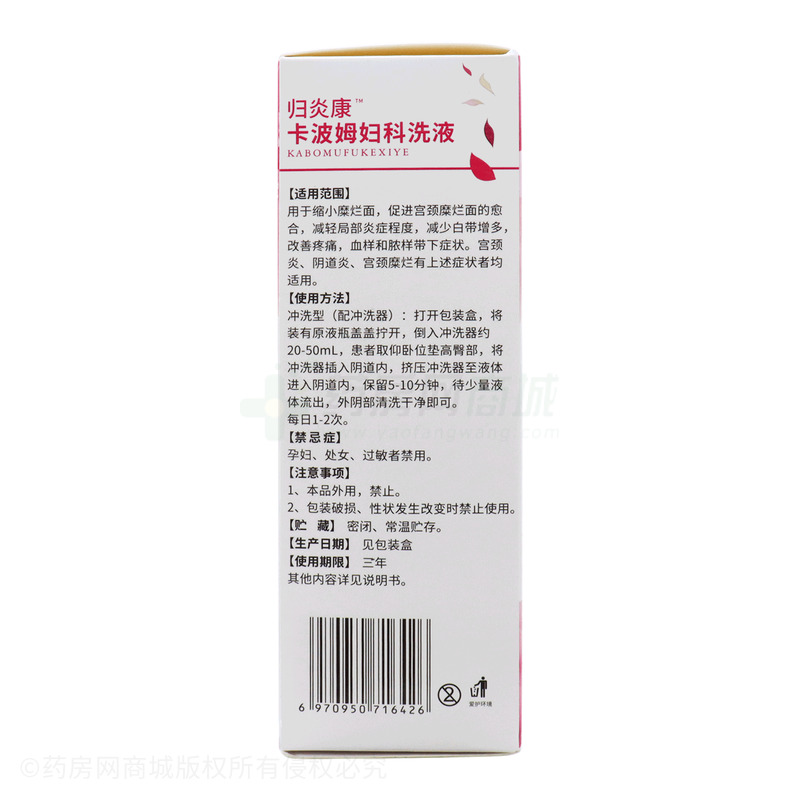 归炎康™
卡波姆妇科洗液
KABOMUFUKEXIYE
【适用范围】
用于缩小糜烂面，促进宫颈糜烂面的愈
合，减轻局部炎症程度，减少白带增多，
改善疼痛，血样和脓样带下症状。宫颈
炎、阴道炎、宫颈糜烂有上述症状者均
适用。
【使用方法】
冲洗型（配冲洗器）：打开包装盒，将
装有原液瓶盖盖拧开，倒入冲洗器约
20-50mL，患者取仰卧位垫高臀部，将
冲洗器插入阴道内，挤压冲洗器至液体
进入阴道内，保留5-10分钟，待少量液
体流出，外阴部清洗干净即可。
每日1-2次。
【禁忌症】
孕妇、处女、过敏者禁用。
【注意事项】
1、本品外用，禁止。
2、包装破损、性状发生改变时禁止使用。
【贮 藏】 密闭、常温贮存。
【生产日期】 见包装盒
【使用期限】 三年
其他内容详见说明书。
6 970950 716426
爱护环境
药房网商城
www.yaofangwang.com
©药房网商城版权所有侵权必究